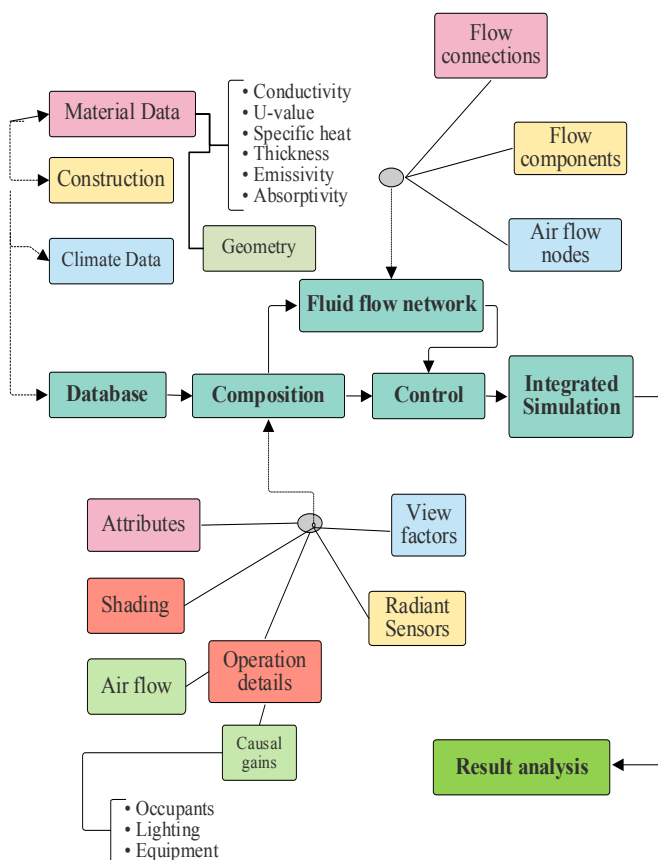 Flow
connections
Material Data
• Conductivity
• U-value
• Specific heat
• Thickness
• Emissivity
• Absorptivity
Flow
components
Construction
Geometry
Climate Data
Air flow
nodes
Fluid flow network
Database
Composition
Control
Integrated
Simulation
Attributes
View
factors
Shading
Radiant
Sensors
Air flow
Operation
details
Causal
gains
Result analysis
• Occupants
• Lighting
• Equipment